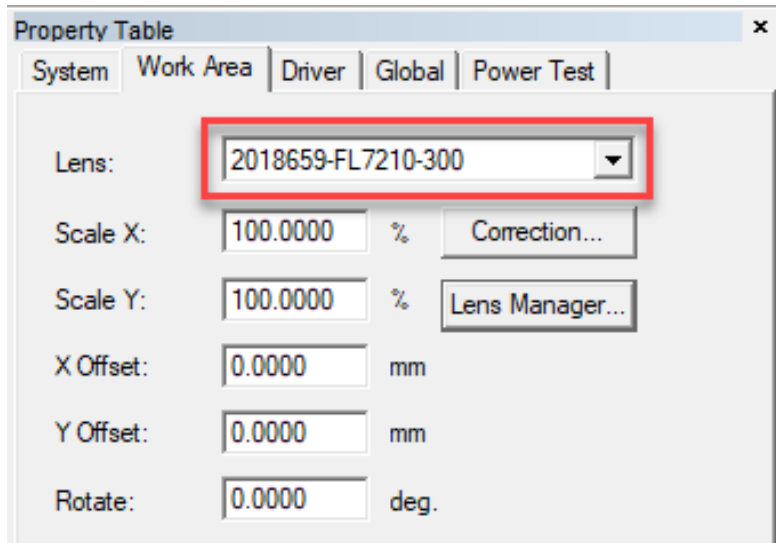 Property Table x
System Work Area Driver Global Power Test
Lens: 2018659-FL7210-300
Scale X: 100.0000 % Correction...
Scale Y: 100.0000 % Lens Manager...
X Offset: 0.0000 mm
Y Offset: 0.0000 mm
Rotate: 0.0000 deg.